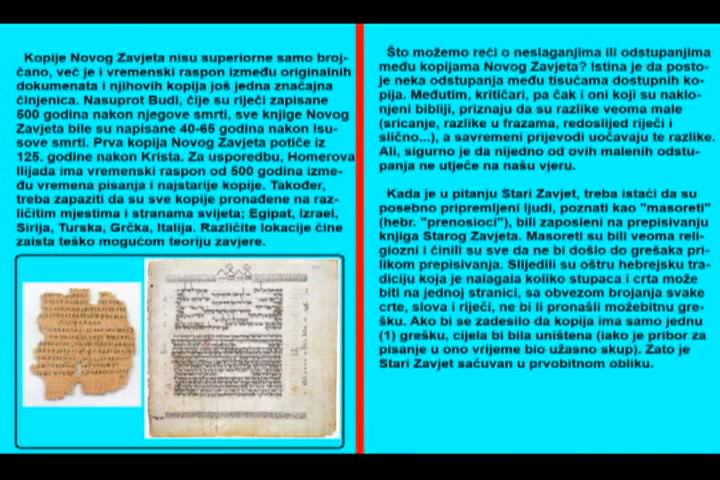 Kopije Novog Zavjeta nisu superiorne samo broj-
čano, već je i vremenski raspon između originalnih
dokumenata i njihovih kopija još jedna značajna
činjenica. Nasuprot Budi, čije su riječi zapisane
500 godina nakon njegove smrti, sve knjige Novog
Zavjeta bile su napisane 40-65 godina nakon Isu-
sove smrti. Prva kopija Novog Zavjeta potiče iz
125. godine nakon Krista. Za usporedbu, Homerova
Ilijada ima vremenski raspon od 500 godina izme-
đu vremena pisanja i najstarije kopije. Također,
treba zapaziti da su sve kopije pronađene na raz-
ličitim mjestima i stranama svijeta; Egipat, Izrael,
Sirija, Turska, Grčka, Italija. Različite lokacije čine
zaista teško mogućom teoriju zavjere.
Što možemo reči o neslaganjima ili odstupanjima
među kopijama Novog Zavjeta? Istina je da posto-
je neka odstupanja među tisućama dostupnih ko-
pija. Međutim, kritičari, pa čak i oni koji su naklo-
njeni bibliji, priznaju da su razlike veoma male
(sricanje, razlike u frazama, redoslijed riječi i
slično...), a savremeni prijevodi uočavaju te razlike.
Ali, sigurno je da nijedno od ovih malenih odstu-
panja ne utječe na našu vjeru.
Kada je u pitanju Stari Zavjet, treba istaći da su
posebno pripremljeni ljudi, poznati kao "masoreti"
(hebr. "prenosioci"), bili zaposleni na prepisivanju
knjiga Starog Zavjeta. Masoreti su bili veoma reli-
giozni i činili su sve da ne bi došlo do grešaka pri-
likom prepisivanja. Slijedili su oštru hebrejsku tra-
diciju koja je nalagala koliko stupaca i crta može
biti na jednoj stranici, sa obvezom brojanja svake
crte, slova i riječi, ne bi li pronašli možebitnu gre-
šku. Ako bi se zadesilo da kopija ima samo jednu
(1) grešku, cijela bi bila uništena (iako je pribor za
pisanje u ono vrijeme bio užasno skup). Zato je
Stari Zavjet sačuvan u prvobitnom obliku.